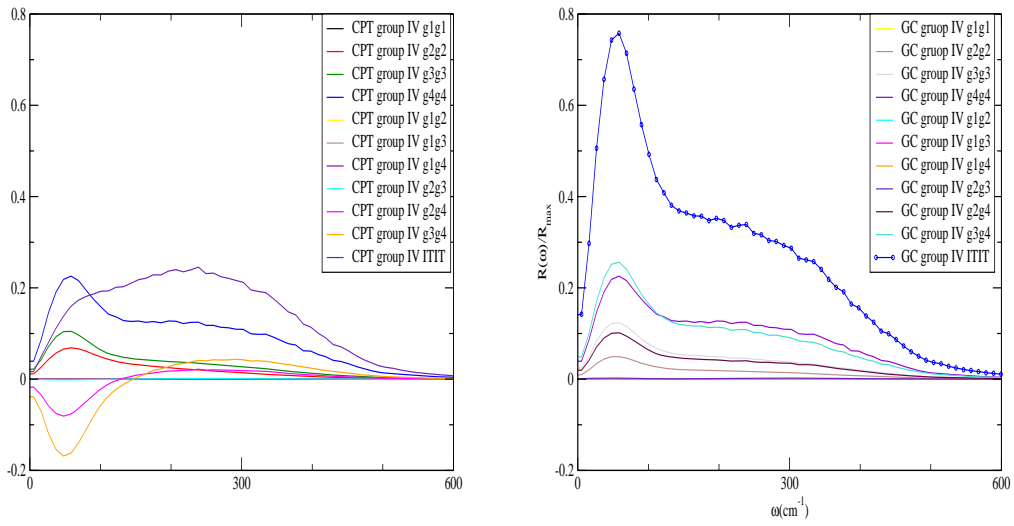 0.8
0.6
0.4
0.2
0
-0.2
0
300
600
CPT group IV g1g1
CPT group IV g2g2
CPT group IV g3g3
CPT group IV g4g4
CPT group IV g1g2
CPT group IV g1g3
CPT group IV g1g4
CPT group IV g2g3
CPT group IV g2g4
CPT group IV g3g4
CPT group IV ITIT
R(ω)/R_max
0.8
0.6
0.4
0.2
0
-0.2
0
300
600
ω(cm⁻¹)
GC gruop IV g1g1
GC group IV g2g2
GC group IV g3g3
GC group IV g4g4
GC group IV g1g2
GC group IV g1g3
GC group IV g1g4
GC group IV g2g3
GC group IV g2g4
GC group IV g3g4
GC group IV ITIT